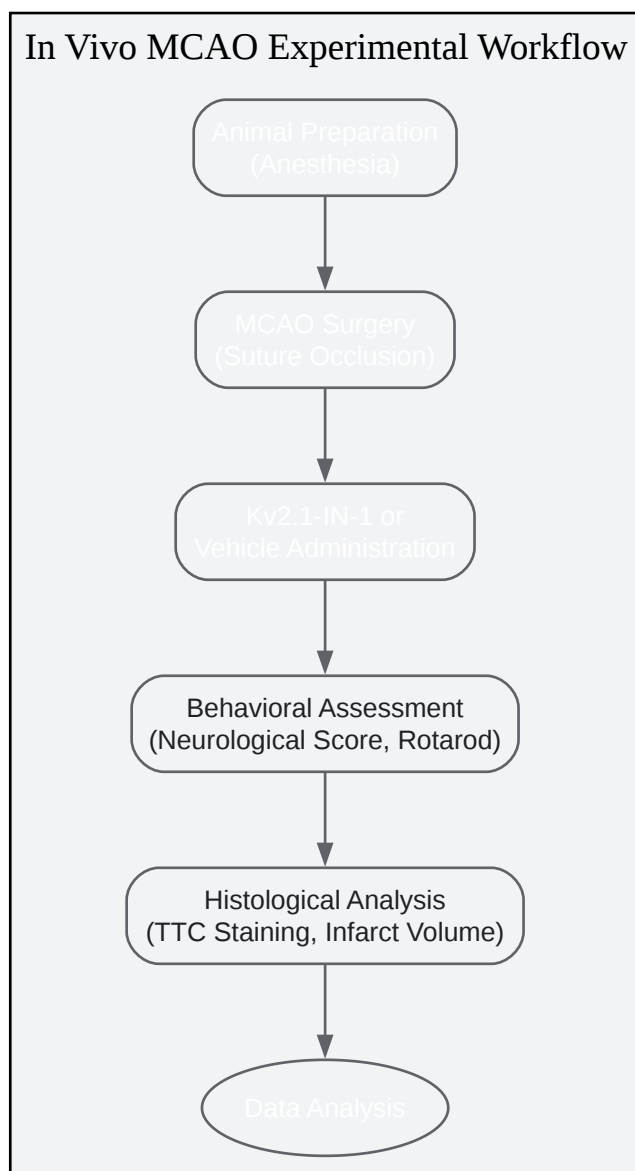 In Vivo MCAO Experimental Workflow
Animal Preparation
(Anesthesia)
MCAO Surgery
(Suture Occlusion)
Kv2.1-IN-1 or
Vehicle Administration
Behavioral Assessment
(Neurological Score, Rotarod)
Histological Analysis
(TTC Staining, Infarct Volume)
Data Analysis